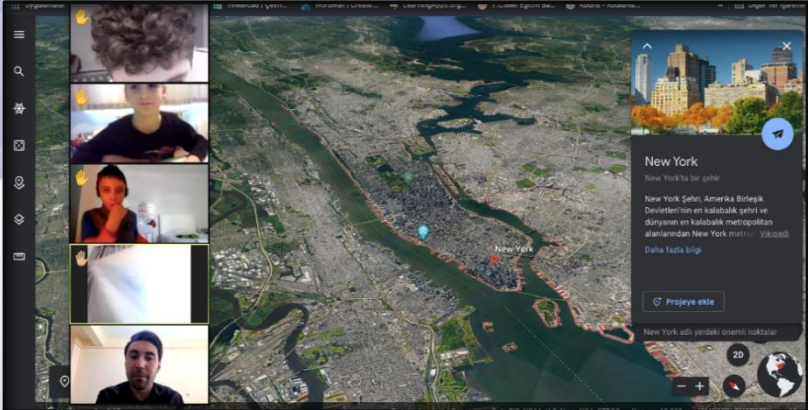 New York
New York'ta bir şehir
New York Şehri, Amerika Birleşik
Devletleri'nin en kalabalık şehri ve
dünyanın en kalabalık metropolitan
alanlarından New York metro Vikipedi
Daha fazla bilgi
New York
Projeye ekle
New York adlı yerdeki önemli noktalar
2D